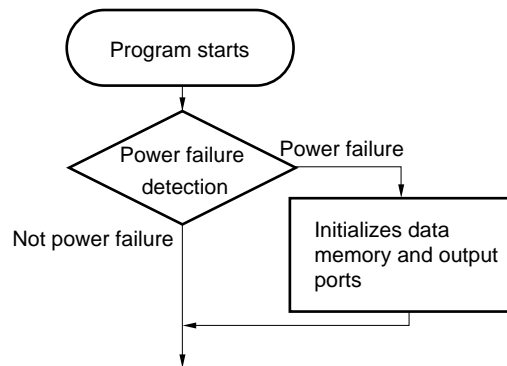 Program starts
Power failure
detection
Power failure
Not power failure
Initializes data
memory and output
ports